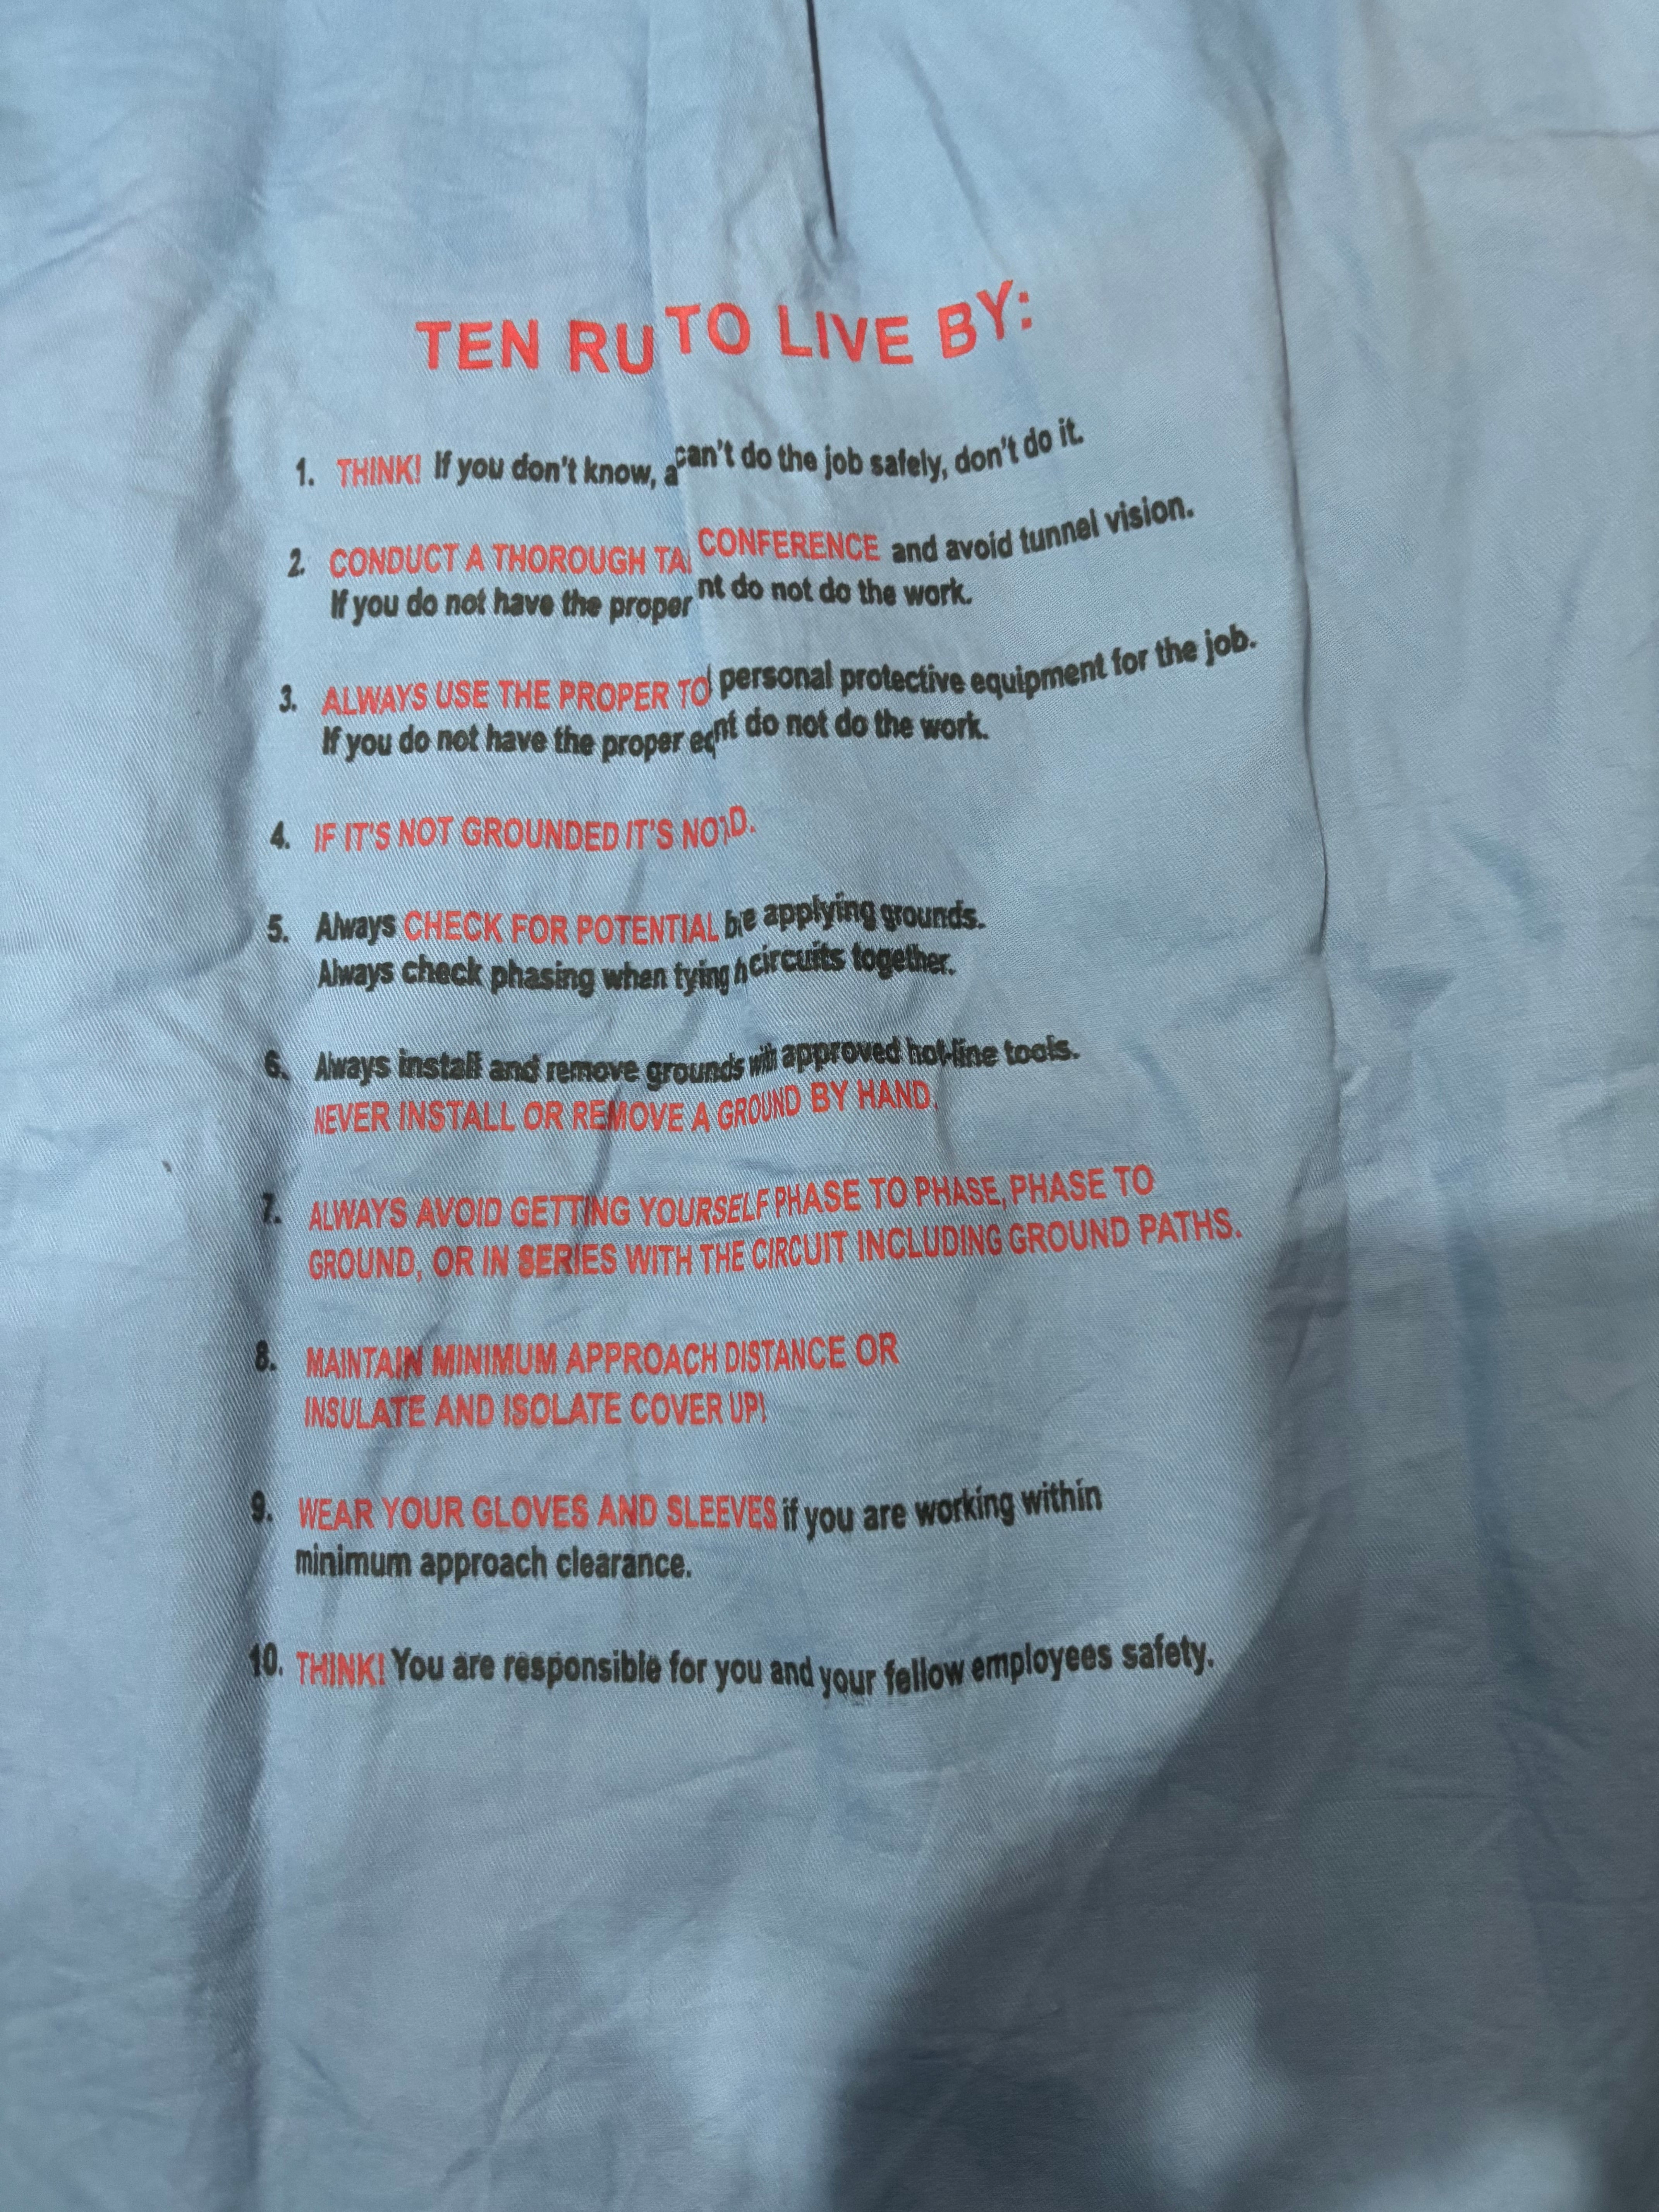 TEN RU TO LIVE BY:
1. THINK! If you don't know, can't do the job safely, don't do it.
2. CONDUCT A THOROUGH CONFERENCE and avoid tunnel vision.
If you do not have the proper do not do the work.
3. ALWAYS USE THE PROPER personal protective equipment for the job.
If you do not have the proper do not do the work.
4. IF IT'S NOT GROUNDED IT'S
5. Always CHECK FOR POTENTIAL applying grounds.
Always check phasing when tying circuits together.
6. Always install and remove grounds with approved hot-line tools.
NEVER INSTALL OR REMOVE A GROUND BY HAND.
7. ALWAYS AVOID GETTING YOURSELF PHASE TO PHASE, PHASE TO
GROUND, OR IN SERIES WITH THE CIRCUIT INCLUDING GROUND PATHS.
8. MAINTAIN MINIMUM APPROACH DISTANCE OR
INSULATE AND ISOLATE COVER UP!
9. WEAR YOUR GLOVES AND SLEEVES if you are working within
minimum approach clearance.
10. THINK! You are responsible for you and your fellow employees safety.